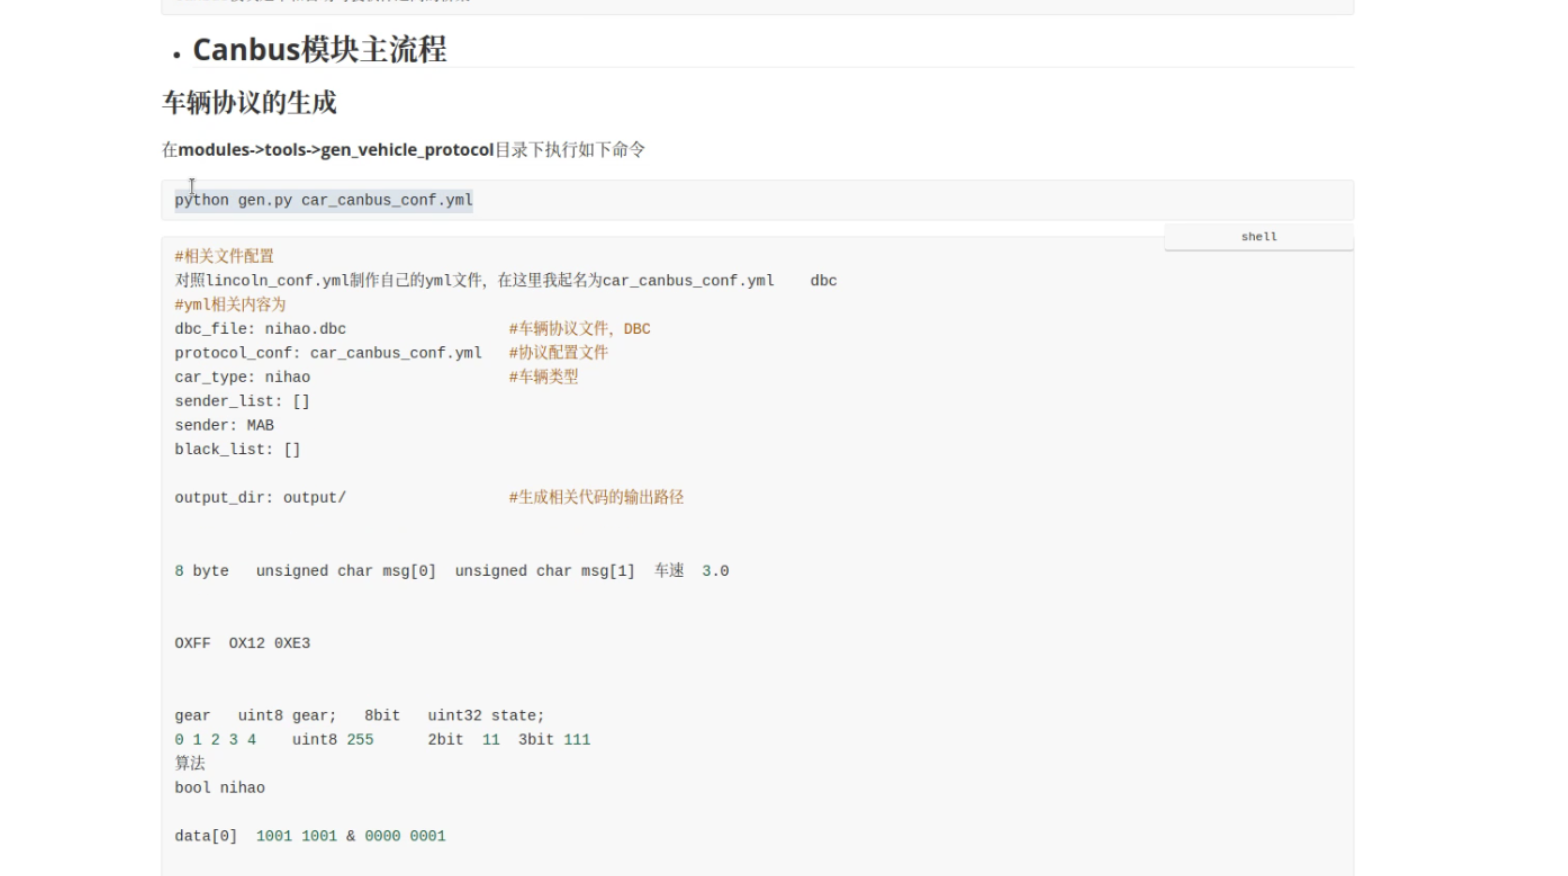 Canbus模块主流程
车辆协议的生成
在modules->tools->gen_vehicle_protocol目录下执行如下命令
python gen.py car_canbus_conf.yml
shell
#相关文件配置
对照lincoln_conf.yml制作自己的yml文件，在这里我起名为car_canbus_conf.yml    dbc
#yml相关内容为
dbc_file: nihao.dbc                  #车辆协议文件，DBC
protocol_conf: car_canbus_conf.yml   #协议配置文件
car_type: nihao                      #车辆类型
sender_list: []
sender: MAB
black_list: []
output_dir: output/                  #生成相关代码的输出路径
8 byte   unsigned char msg[0]  unsigned char msg[1]  车速  3.0
OXFF  OX12 0XE3
gear   uint8 gear;   8bit   uint32 state;
0 1 2 3 4    uint8 255      2bit  11  3bit 111
算法
bool nihao
data[0]  1001 1001 & 0000 0001